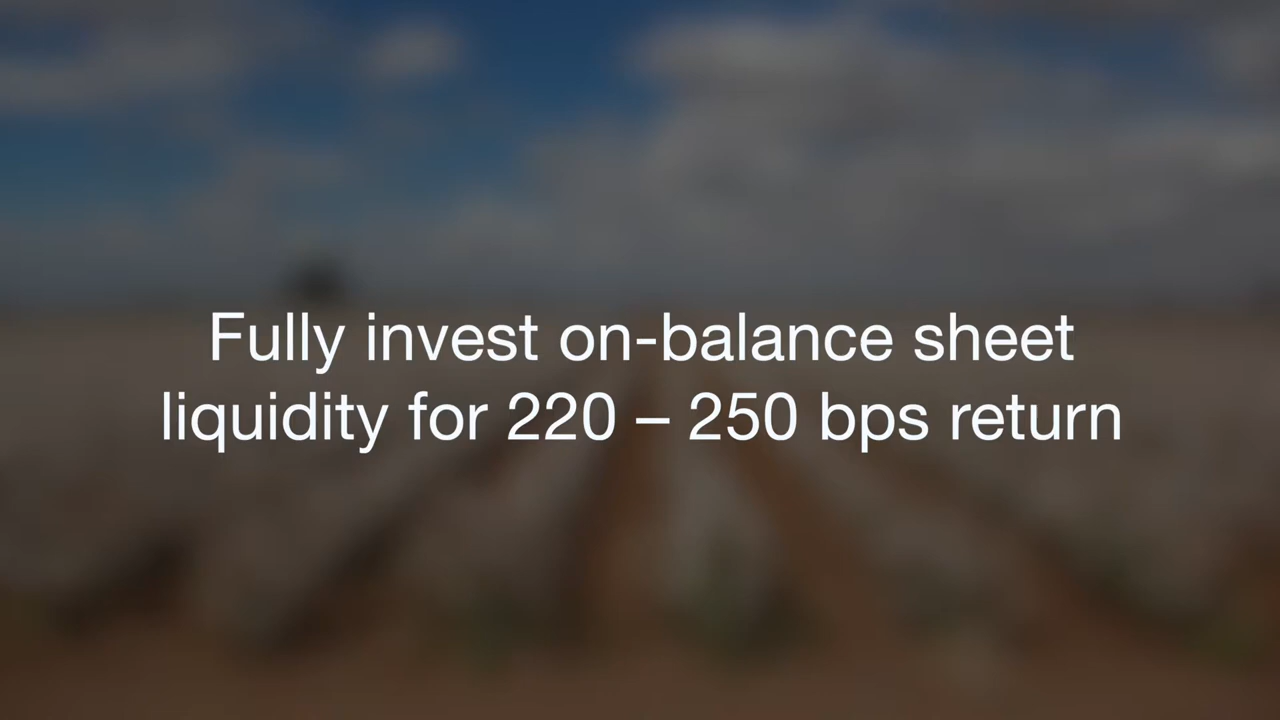 Fully invest on-balance sheet
liquidity for 220 – 250 bps return